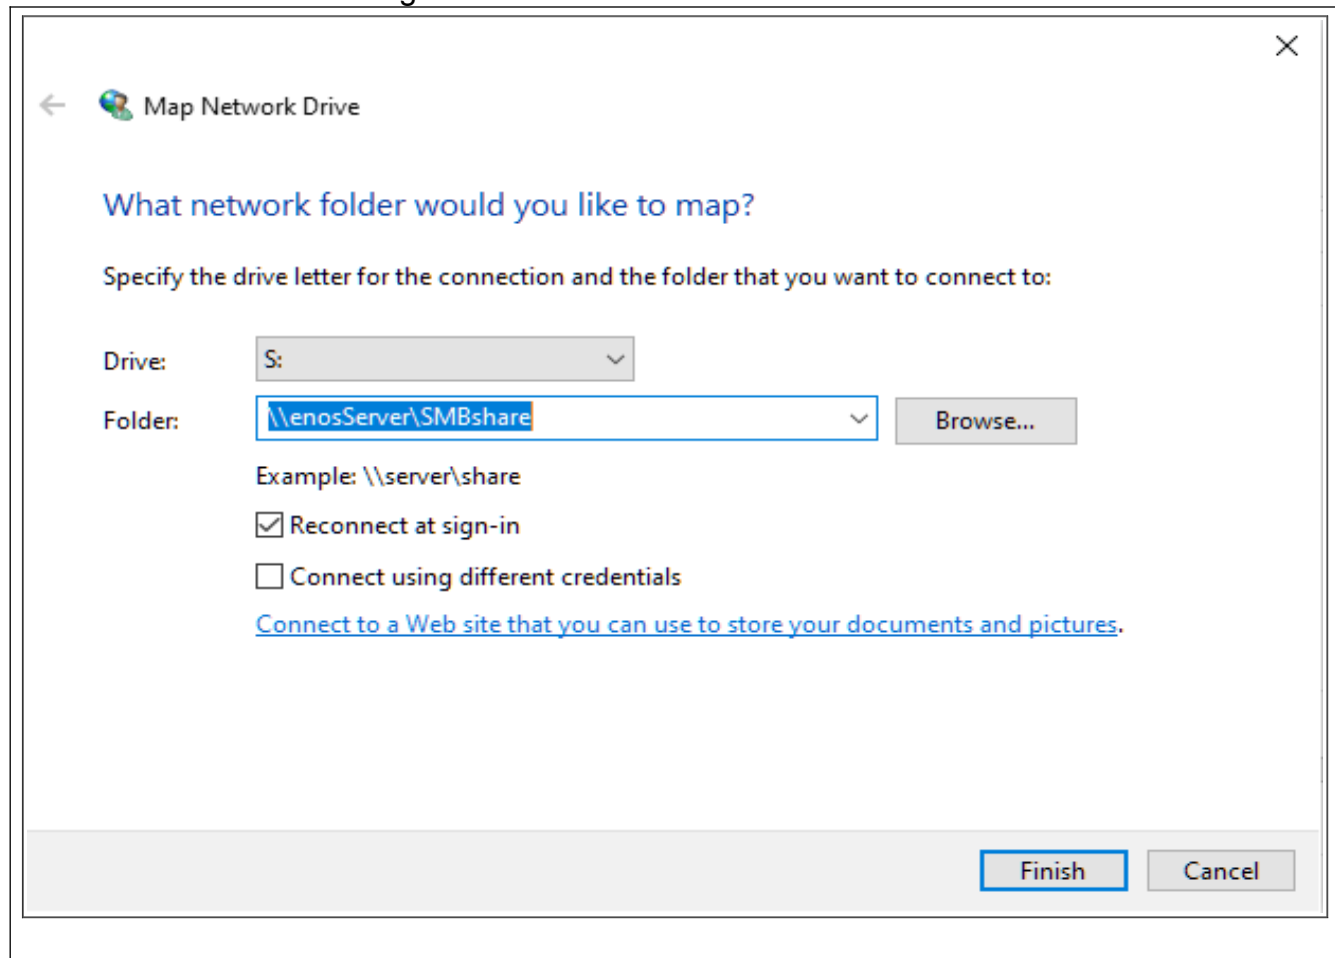 Map Network Drive
What network folder would you like to map?
Specify the drive letter for the connection and the folder that you want to connect to:
Drive: S:
Folder: \\enosServer\SMBshare Browse...
Example: \\server\share
Reconnect at sign-in
Connect using different credentials
Connect to a Web site that you can use to store your documents and pictures.
Finish Cancel